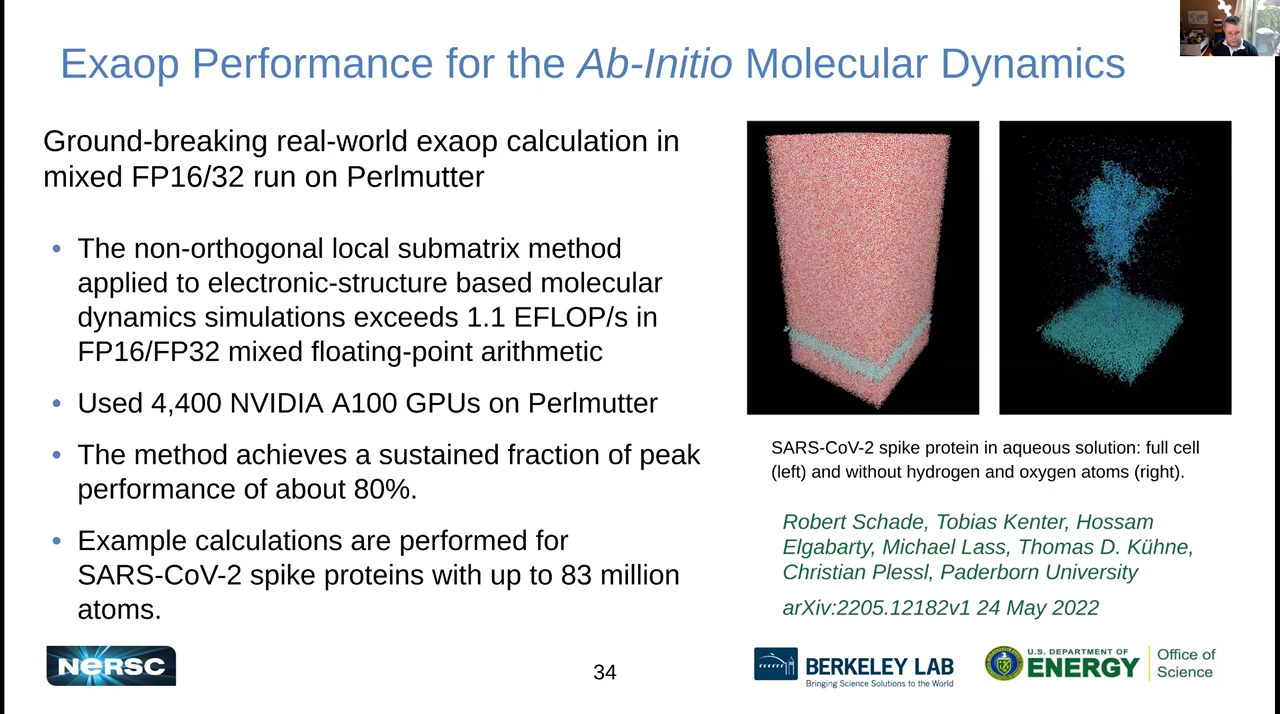 Exaop Performance for the Ab-Initio Molecular Dynamics
Ground-breaking real-world exaop calculation in
mixed FP16/32 run on Perlmutter
• The non-orthogonal local submatrix method
applied to electronic-structure based molecular
dynamics simulations exceeds 1.1 EFLOP/s in
FP16/FP32 mixed floating-point arithmetic
• Used 4,400 NVIDIA A100 GPUs on Perlmutter
• The method achieves a sustained fraction of peak
performance of about 80%.
• Example calculations are performed for
SARS-CoV-2 spike proteins with up to 83 million
atoms.
SARS-CoV-2 spike protein in aqueous solution: full cell
(left) and without hydrogen and oxygen atoms (right).
Robert Schade, Tobias Kenter, Hossam
Elgabarty, Michael Lass, Thomas D. Kühne,
Christian Plessl, Paderborn University
arXiv:2205.12182v1 24 May 2022
NERSC
34
BERKELEY LAB
Bringing Science Solutions to the World
U.S. DEPARTMENT OF
ENERGY
Office of
Science